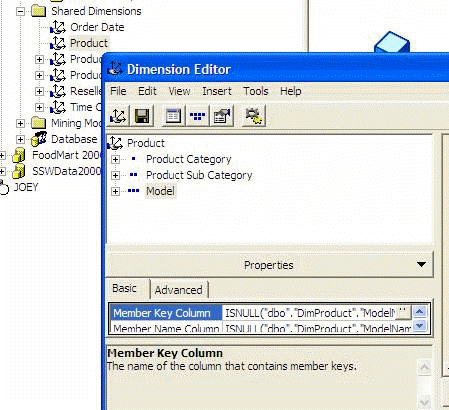 Shared Dimensions
Order Date
Product
Produc
Produc
Reselle
Time C
Mining Mod
Database
FoodMart 2000
SSWData2000
JOEY
Dimension Editor
File Edit View Insert Tools Help
Product
Product Category
Product Sub Category
Model
Properties
Basic Advanced
Member Key Column ISNULL("dbo"."DimProduct"."ModelN
Member Name Column ISNULL("dbo"."DimProduct"."ModelNam
Member Key Column
The name of the column that contains member keys.